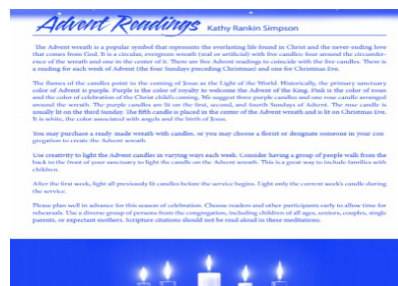 Advent Readings Kathy Rankin Simpson
The Advent wreath is a popular symbol that represents the everlasting life found in Christ and the never-ending love
that comes from God. It is a circular, evergreen wreath (real or artificial) with five candles: four around the circumfer-
ence of the wreath and one in the center of it. There are five Advent readings to coincide with the five candles. There is
a reading for each week of Advent (the four Sundays preceding Christmas) and one for Christmas Eve.
The flames of the candles point to the coming of Jesus as the Light of the World. Historically, the primary sanctuary
color of Advent is purple. Purple is the color of royalty to welcome the Advent of the King. Pink is the color of roses
and the color of celebration of the Christ child's coming. We suggest three purple candles and one rose candle arranged
around the wreath. The purple candles are lit on the first, second, and fourth Sundays of Advent. The rose candle is
usually lit on the third Sunday. The fifth candle is placed in the center of the Advent wreath and is lit on Christmas Eve.
It is white, the color associated with angels and the birth of Jesus.
You may purchase a ready made wreath with candles, or you may choose a florist or designate someone in your con
gregation to create the Advent wreath.
Use creativity to light the Advent candles in varying ways each week. Consider having a group of people walk from the
back to the front of your sanctuary to light the candle on the Advent wreath. This is a great way to include families with
children.
After the first week, light all previously lit candles before the service begins. Light only the current week's candle during
the service.
Please plan well in advance for this season of celebration. Choose readers and other participants early to allow time for
rehearsals. Use a diverse group of persons from the congregation, including children of all ages, seniors, couples, single
parents, or expectant mothers. Scripture citations should not be read aloud in these meditations.